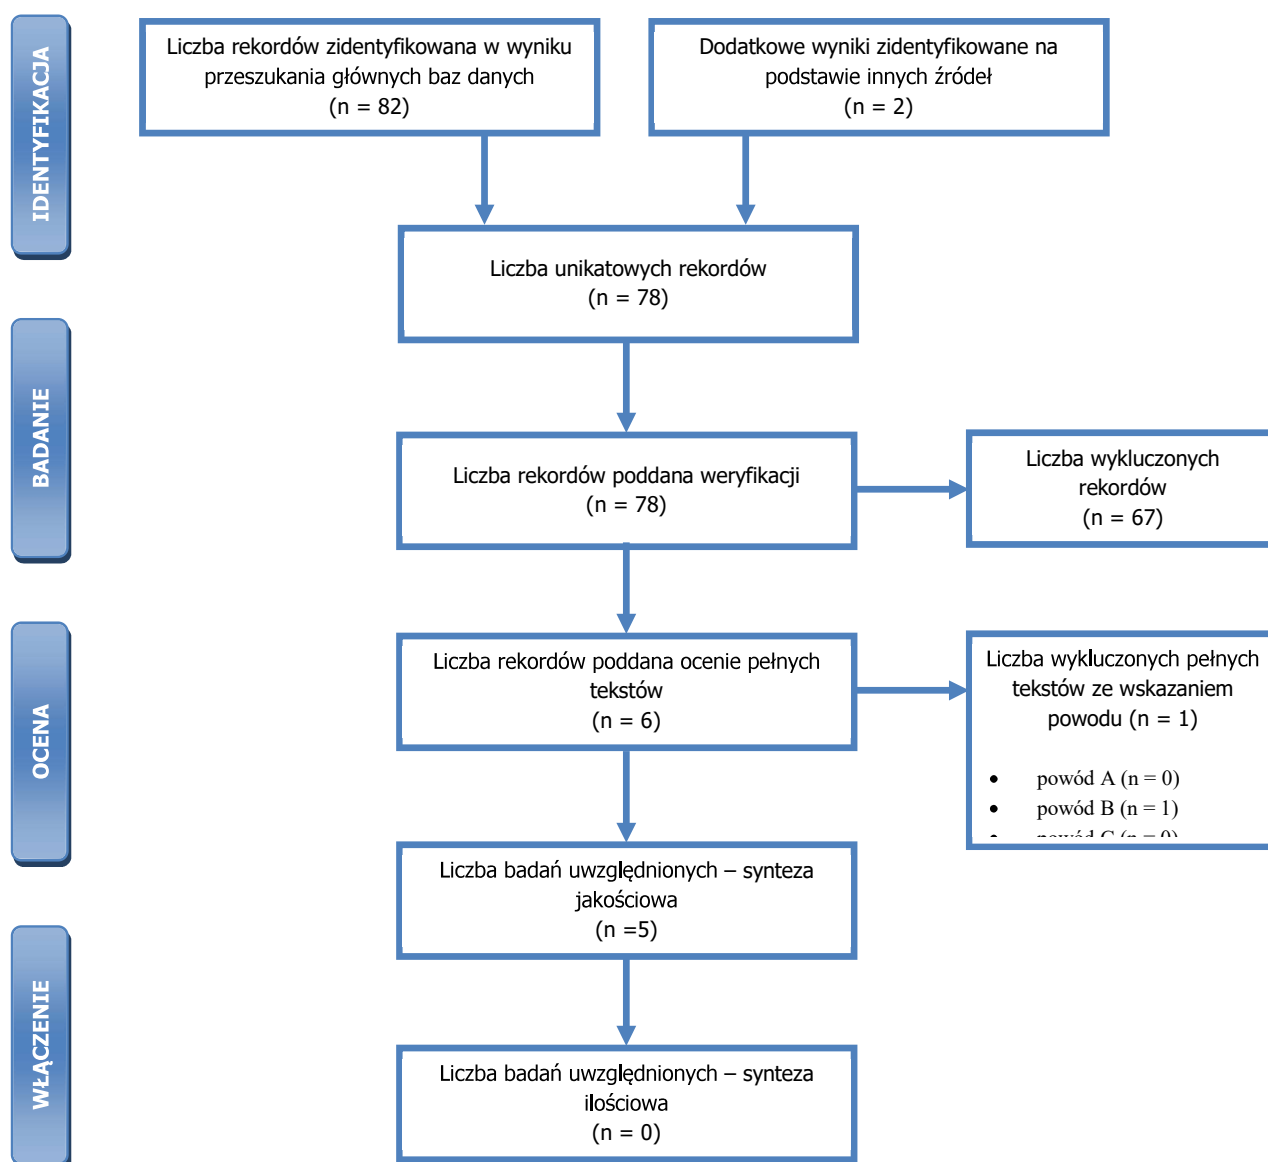 IDENTYFIKACJA
Liczba rekordów zidentyfikowana w wyniku
przeszukania głównych baz danych
(n = 82)
Dodatkowe wyniki zidentyfikowane na
podstawie innych źródeł
(n = 2)
Liczba unikatowych rekordów
(n = 78)
BADANIE
Liczba rekordów poddana weryfikacji
(n = 78)
Liczba wykluczonych
rekordów
(n = 67)
OCENA
Liczba rekordów poddana ocenie pełnych
tekstów
(n = 6)
Liczba wykluczonych pełnych
tekstów ze wskazaniem
powodu (n = 1)
• powód A (n = 0)
• powód B (n = 1)
• powód C (n = 0)
Liczba badań uwzględnionych – synteza
jakościowa
(n =5)
WŁĄCZENIE
Liczba badań uwzględnionych – synteza
ilościowa
(n = 0)